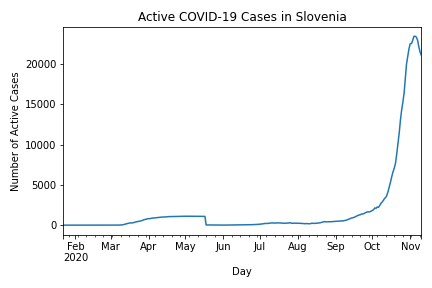 Active COVID-19 Cases in Slovenia
Number of Active Cases
20000
15000
10000
5000
0
Feb Mar Apr May Jun Jul Aug Sep Oct Nov
2020
Day